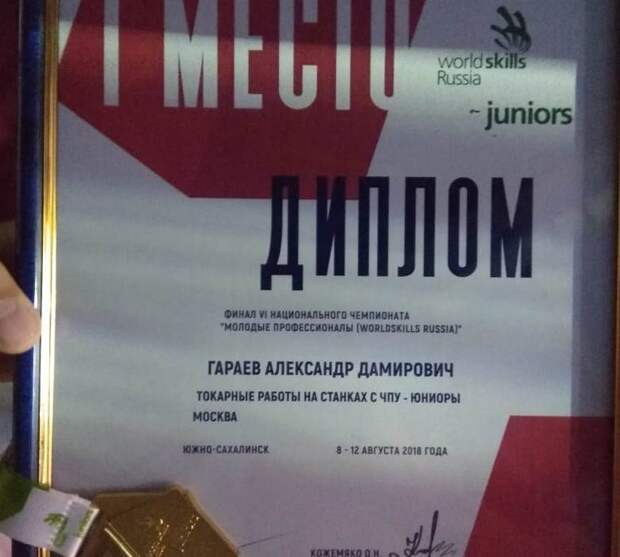 I МЕСТО
world skills
Russia
~ juniors
ДИПЛОМ
ФИНАЛ VI НАЦИОНАЛЬНОГО ЧЕМПИОНАТА
"МОЛОДЫЕ ПРОФЕССИОНАЛЫ (WORLDSKILLS RUSSIA)"
ГАРАЕВ АЛЕКСАНДР ДАМИРОВИЧ
ТОКАРНЫЕ РАБОТЫ НА СТАНКАХ С ЧПУ - ЮНИОРЫ
МОСКВА
ЮЖНО-САХАЛИНСК 8 - 12 АВГУСТА 2018 ГОДА
КОЖЕМЯКО О.Н.